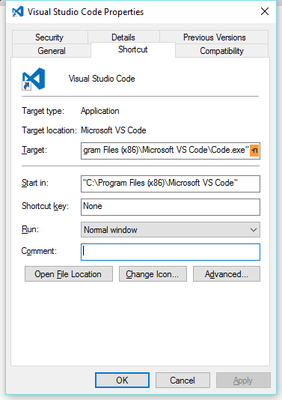 Visual Studio Code Properties
Security Details Previous Versions
General Shortcut Compatibility
Visual Studio Code
Target type: Application
Target location: Microsoft VS Code
Target: gram Files (x86)\Microsoft VS Code\Code.exe" -n
Start in: "C:\Program Files (x86)\Microsoft VS Code"
Shortcut key: None
Run: Normal window
Comment:
Open File Location Change Icon... Advanced...
OK Cancel Apply